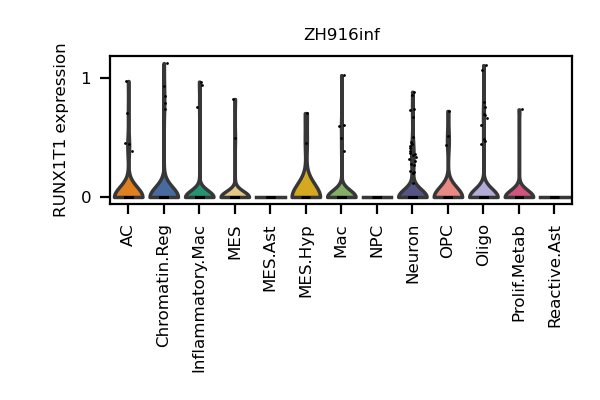 ZH916inf
RUNX1T1 expression
1
0
AC
Chromatin.Reg
Inflammatory.Mac
MES
MES.Ast
MES.Hyp
Mac
NPC
Neuron
OPC
Oligo
Prolif.Metab
Reactive.Ast